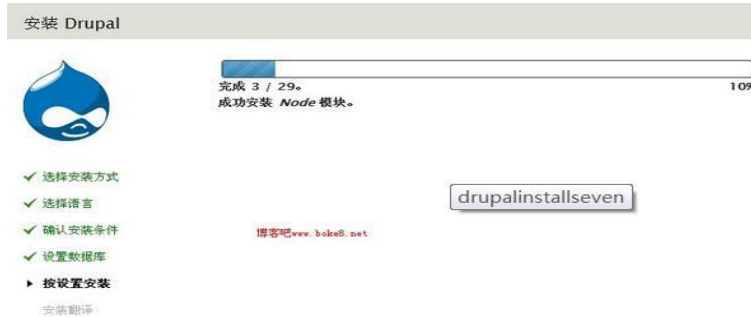 安装 Drupal
完成 3 / 29。
10%
成功安装 Node 模块。
选择安装方式
选择语言
drupalinstallseven
确认安装条件
博客吧www.boke8.net
设置数据库
按设置安装
安装翻译